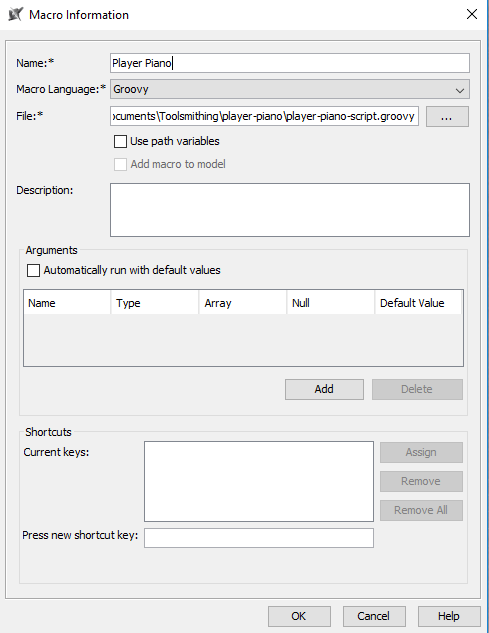 Macro Information
Name:* Player Piano
Macro Language:* Groovy
File:* ocuments\Toolsmithing\player-piano\player-piano-script.groovy ...
Use path variables
Add macro to model
Description:
Arguments
Automatically run with default values
Name Type Array Null Default Value
Add Delete
Shortcuts
Current keys: Assign
Remove
Remove All
Press new shortcut key:
OK Cancel Help